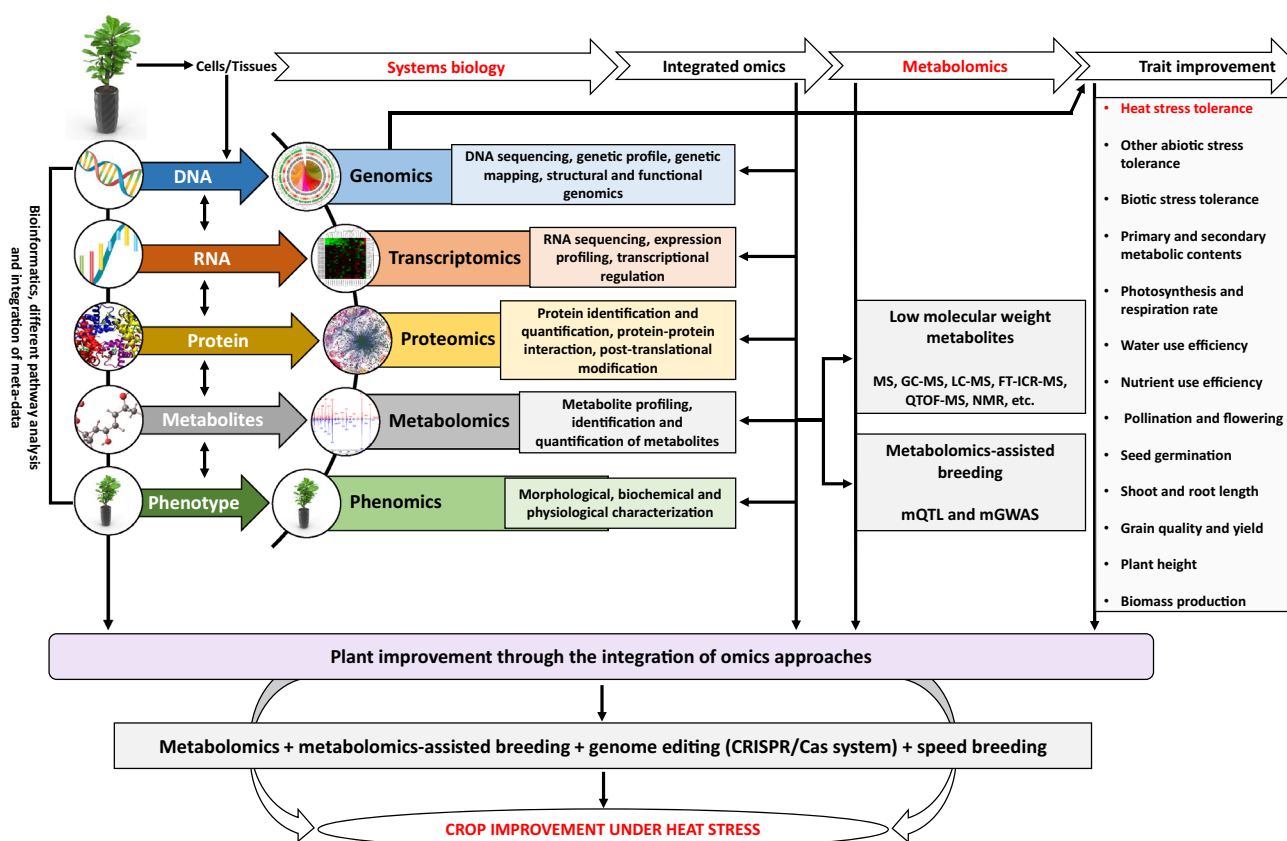 Cells/Tissues
Systems biology
Integrated omics
Metabolomics
Trait improvement
Bioinformatics, different pathway analysis
and integration of meta-data
DNA
Genomics
DNA sequencing, genetic profile, genetic
mapping, structural and functional
genomics
RNA
Transcriptomics
RNA sequencing, expression
profiling, transcriptional
regulation
Protein
Proteomics
Protein identification and
quantification, protein-protein
interaction, post-translational
modification
Metabolites
Metabolomics
Metabolite profiling,
identification and
quantification of metabolites
Phenotype
Phenomics
Morphological, biochemical and
physiological characterization
Low molecular weight
metabolites
MS, GC-MS, LC-MS, FT-ICR-MS,
QTOF-MS, NMR, etc.
Metabolomics-assisted
breeding
mQTL and mGWAS
• Heat stress tolerance
• Other abiotic stress
tolerance
• Biotic stress tolerance
• Primary and secondary
metabolic contents
• Photosynthesis and
respiration rate
• Water use efficiency
• Nutrient use efficiency
• Pollination and flowering
• Seed germination
• Shoot and root length
• Grain quality and yield
• Plant height
• Biomass production
Plant improvement through the integration of omics approaches
Metabolomics + metabolomics-assisted breeding + genome editing (CRISPR/Cas system) + speed breeding
CROP IMPROVEMENT UNDER HEAT STRESS